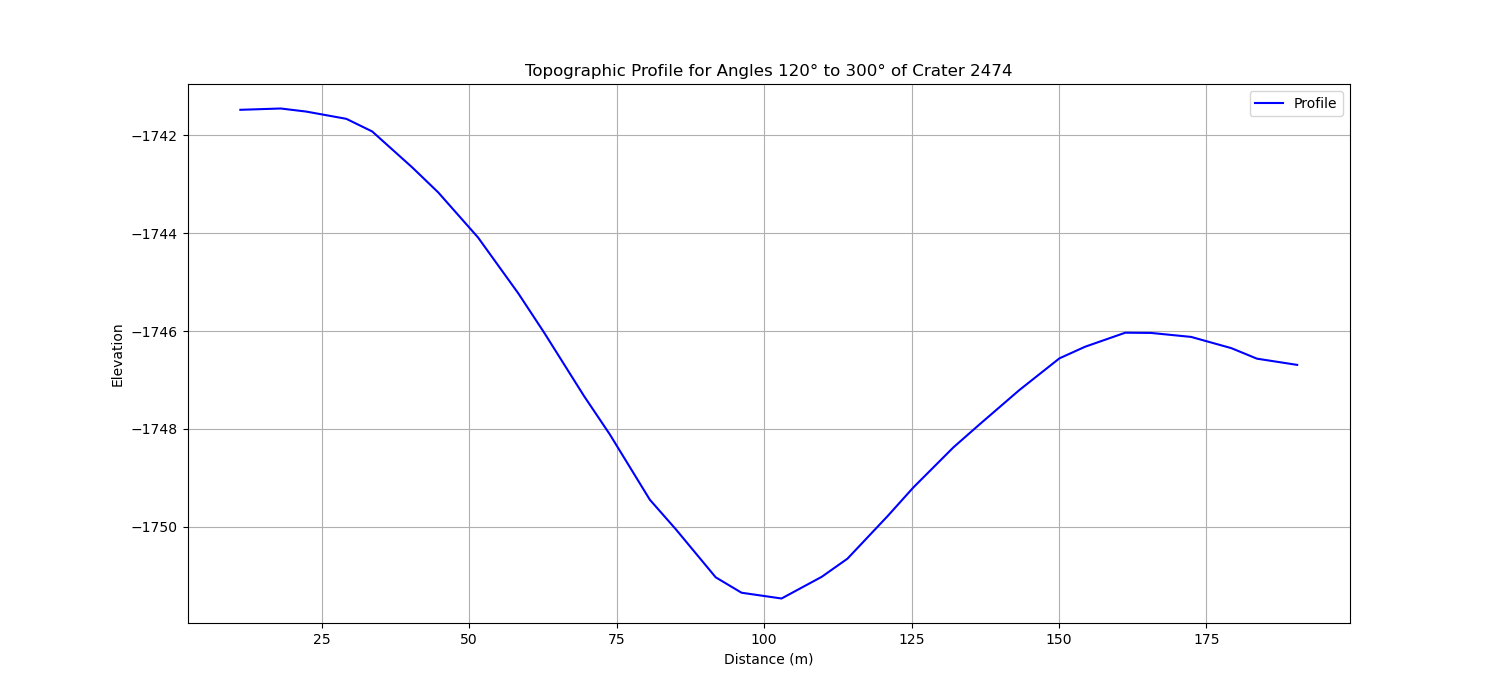 Topographic Profile for Angles 120° to 300° of Crater 2474
Profile
−1742
−1744
−1746
−1748
−1750
Elevation
25 50 75 100 125 150 175
Distance (m)